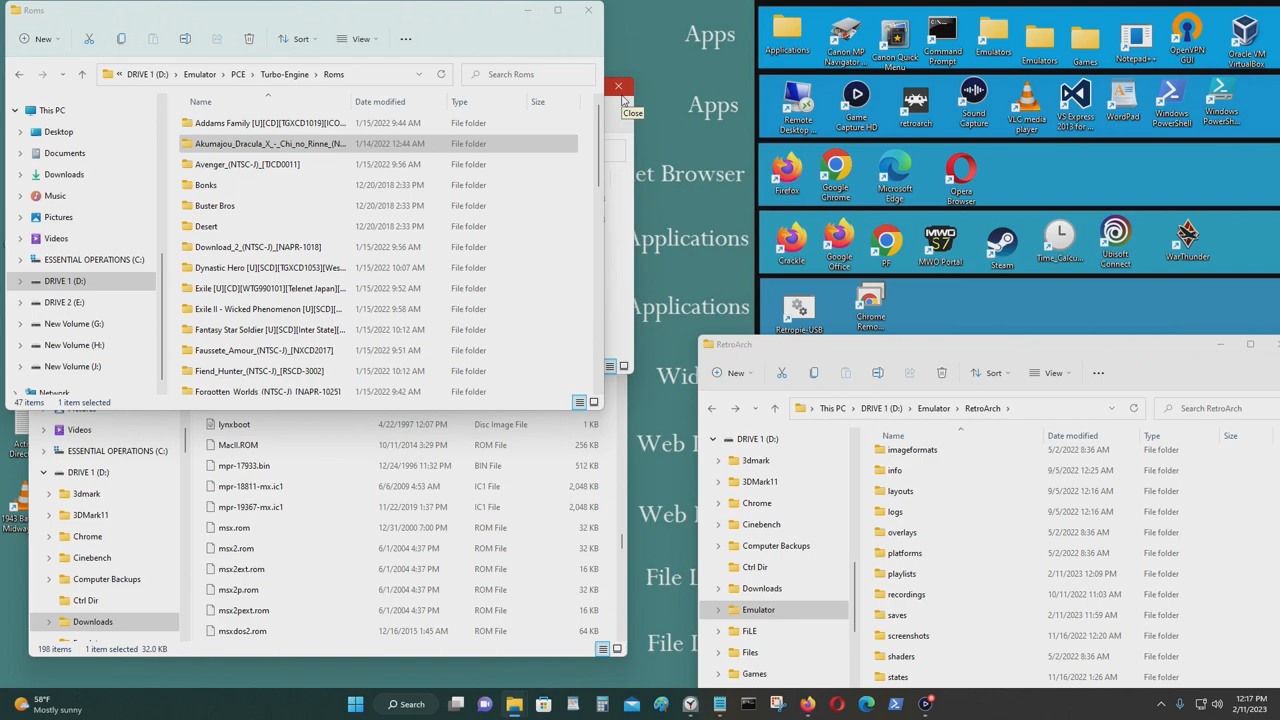 Roms
New
Sort
View
DRIVE 1 (D:) > Emulator > PCE > Turbo-Engine > Roms
Search Roms
This PC
Desktop
Documents
Downloads
Music
Pictures
Videos
ESSENTIAL OPERATIONS (C:)
DRIVE 1 (D:)
DRIVE 2 (E:)
New Volume (G:)
New Volume (H:)
New Volume (J:)
Network
Name Date modified Type Size
Addams Family [U][CD][TGXCD1019][ICO... 1/15/2022 9:44 AM File folder
Akumajou_Dracula_X_-_Chi_no_Rinne_(N... 1/14/2022 12:44 AM File folder
Avenger_(NTSC-J)_[TJCD0011] 1/15/2022 9:56 AM File folder
Bonks 12/20/2018 2:33 PM File folder
Buster Bros 12/20/2018 2:33 PM File folder
Desert 12/20/2018 2:33 PM File folder
Download_2_(NTSC-J)_[NAPR-1018] 1/15/2022 9:56 AM File folder
Dynastic Hero [U][SCD][TGXCD1053][Wes... 1/15/2022 10:07 AM File folder
Exile [U][CD][WTG990101][Telenet Japan]... 1/15/2022 9:52 AM File folder
Exile II - Wicked Phenomenon [U][SCD]... 1/15/2022 9:58 AM File folder
Fantasy Star Soldier [U][SCD][Inter State]... 1/15/2022 10:12 AM File folder
Faussete_Amour_(NTSC-J)_[NXCD2017] 1/15/2022 9:51 AM File folder
Fiend_Hunter_(NTSC-J)_[RSCD-3002] 1/15/2022 10:12 AM File folder
Forgotten Worlds (NTSC-J) [HAPR-1025] 1/15/2022 9:42 AM File folder
47 items 1 item selected
Close
Pictures
Videos
ESSENTIAL OPERATIONS (C:)
DRIVE 1 (D:)
3dmark
3DMark11
Chrome
Cinebench
Computer Backups
Ctrl Dir
Downloads
lynxboot 4/22/1997 12:07 PM Disc Image File 1 KB
MacII.ROM 10/11/2014 3:29 PM ROM File 256 KB
mpr-17933.bin 12/24/1996 11:32 PM BIN File 512 KB
mpr-18811-mx.ic1 6/6/2009 4:53 AM IC1 File 2,048 KB
mpr-19367-mx.ic1 11/22/2019 1:37 PM IC1 File 2,048 KB
msx.rom 12/31/2000 7:00 PM ROM File 32 KB
msx2.rom 6/1/2004 4:37 PM ROM File 32 KB
msx2ext.rom 6/1/2004 4:37 PM ROM File 16 KB
msx2p.rom 6/1/2004 4:37 PM ROM File 32 KB
msx2pext.rom 6/1/2004 4:37 PM ROM File 16 KB
msxdos2.rom 12/16/2015 1:45 AM ROM File 64 KB
198 items 1 item selected 32.0 KB
Apps
Apps
et Browser
Applications
Applications
Wid
Web
Web
File L
File L
Applications
Canon MP Navigator ...
Canon Quick Menu
Command Prompt
Emulators
Emulators
Games
Notepad++
OpenVPN GUI
Oracle VM VirtualBox
Remote Desktop ...
Game Capture HD
retroarch
Sound Capture
VLC media player
VS Express 2013 for ...
WordPad
Windows PowerShell
Windows PowerSh...
Firefox
Google Chrome
Microsoft Edge
Opera Browser
Crackle
Google Office
PF
MWO Portal
Steam
Time_Calcu...
Ubisoft Connect
WarThunder
Retropie-USB
Chrome Remo...
RetroArch
New
Sort
View
This PC > DRIVE 1 (D:) > Emulator > RetroArch >
Search RetroArch
DRIVE 1 (D:)
3dmark
3DMark11
Chrome
Cinebench
Computer Backups
Ctrl Dir
Downloads
Emulator
FiLE
Files
Games
Name Date modified Type Size
imageformats 5/2/2022 8:36 AM File folder
info 9/5/2022 12:25 AM File folder
layouts 9/5/2022 12:16 AM File folder
logs 9/5/2022 12:16 AM File folder
overlays 5/2/2022 8:36 AM File folder
platforms 5/2/2022 8:36 AM File folder
playlists 2/11/2023 12:09 PM File folder
recordings 10/11/2022 11:03 AM File folder
saves 2/11/2023 11:59 AM File folder
screenshots 11/16/2022 12:20 AM File folder
shaders 5/2/2022 8:36 AM File folder
states 11/16/2022 1:26 AM File folder
1943 Ba
Midwa
58°F
Mostly sunny
Search
12:17 PM
2/11/2023